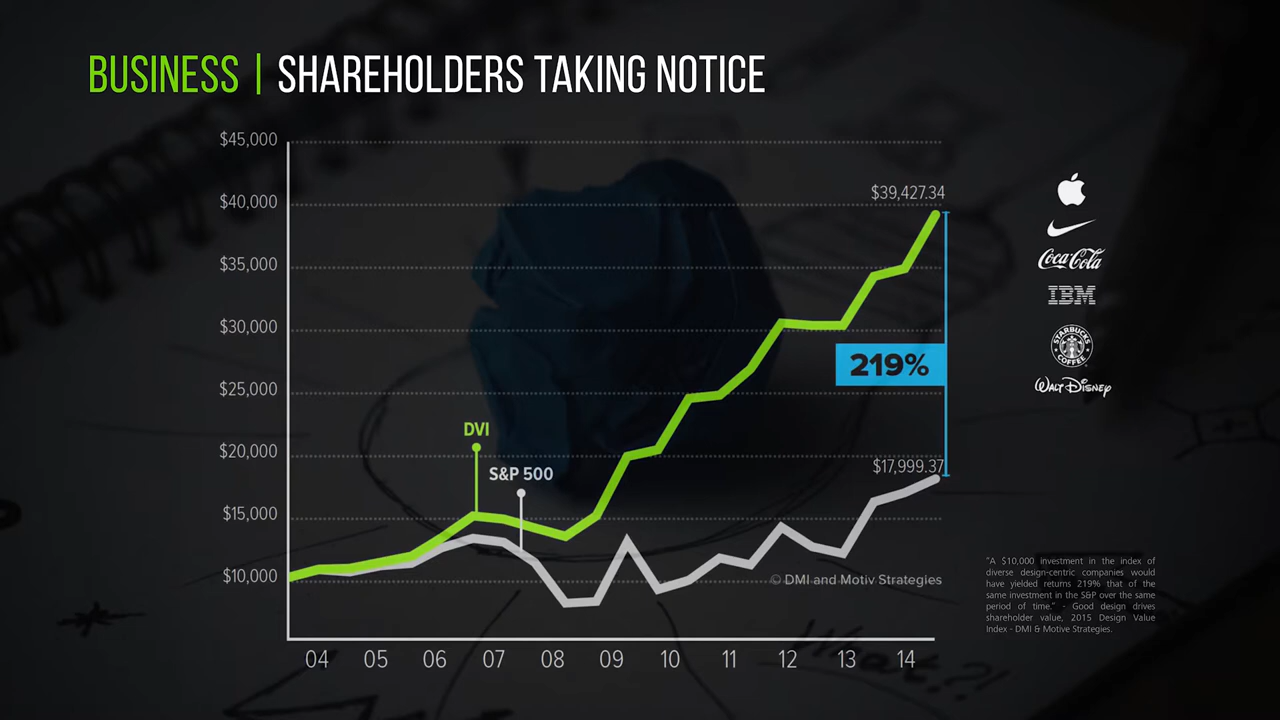 BUSINESS | SHAREHOLDERS TAKING NOTICE
$45,000
$40,000
$35,000
$30,000
$25,000
$20,000
$15,000
$10,000
$39,427.34
219%
DVI
S&P 500
$17,999.37
© DMI and Motiv Strategies
04 05 06 07 08 09 10 11 12 13 14
Coca-Cola
IBM
STARBUCKS
COFFEE
WALT DISNEY
"A $10,000 investment in the index of
diverse design-centric companies would
have yielded returns 219% that of the
same investment in the S&P over the same
period of time." - Good design drives
shareholder value, 2015 Design Value
Index - DMI & Motive Strategies.
What?!